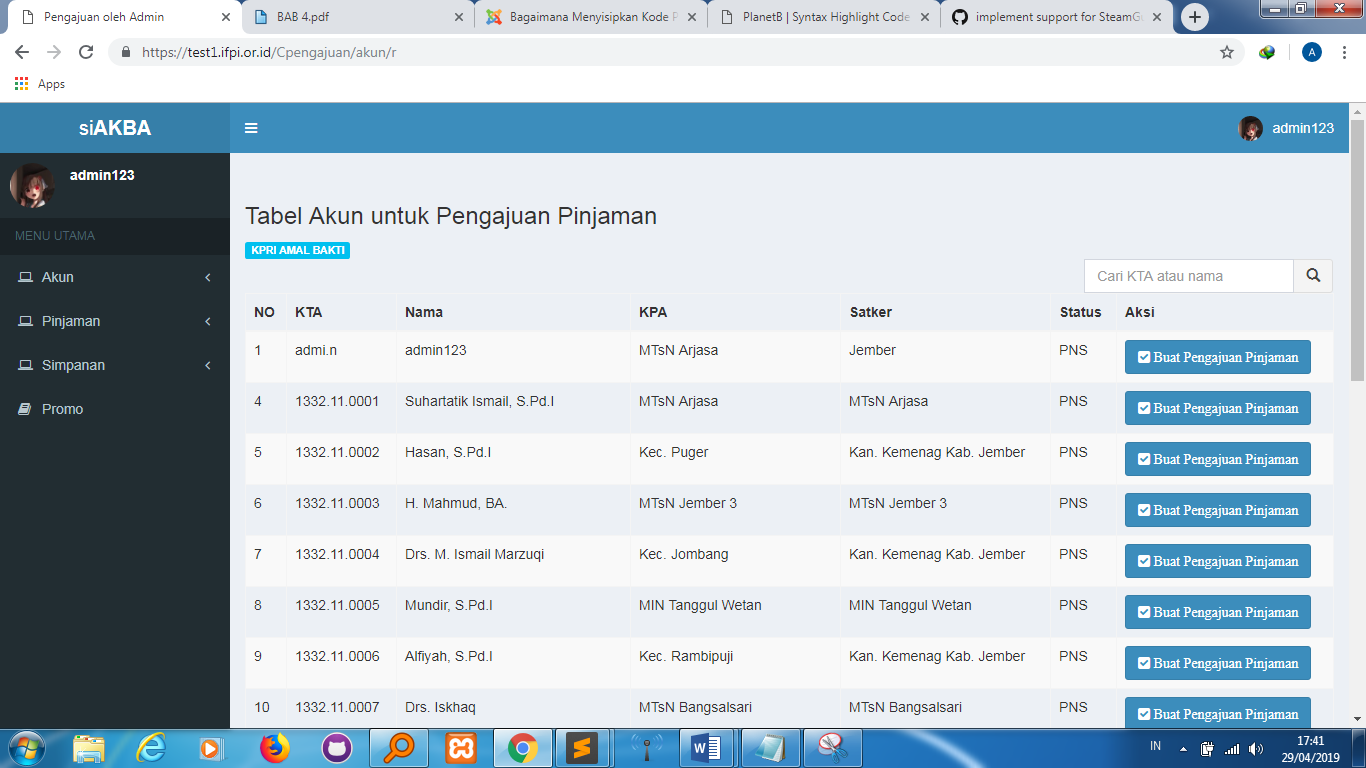 Pengajuan oleh Admin
BAB 4.pdf
Bagaimana Menyisipkan Kode P
PlanetB | Syntax Highlight Code
implement support for SteamGu
https://test1.ifpi.or.id/Cpengajuan/akun/r
A
Apps
siAKBA
admin123
admin123
MENU UTAMA
Akun
Pinjaman
Simpanan
Promo
Tabel Akun untuk Pengajuan Pinjaman
KPRI AMAL BAKTI
Cari KTA atau nama
NO KTA Nama KPA Satker Status Aksi
1 admi.n admin123 MTsN Arjasa Jember PNS Buat Pengajuan Pinjaman
4 1332.11.0001 Suhartatik Ismail, S.Pd.I MTsN Arjasa MTsN Arjasa PNS Buat Pengajuan Pinjaman
5 1332.11.0002 Hasan, S.Pd.I Kec. Puger Kan. Kemenag Kab. Jember PNS Buat Pengajuan Pinjaman
6 1332.11.0003 H. Mahmud, BA. MTsN Jember 3 MTsN Jember 3 PNS Buat Pengajuan Pinjaman
7 1332.11.0004 Drs. M. Ismail Marzuqi Kec. Jombang Kan. Kemenag Kab. Jember PNS Buat Pengajuan Pinjaman
8 1332.11.0005 Mundir, S.Pd.I MIN Tanggul Wetan MIN Tanggul Wetan PNS Buat Pengajuan Pinjaman
9 1332.11.0006 Alfiyah, S.Pd.I Kec. Rambipuji Kan. Kemenag Kab. Jember PNS Buat Pengajuan Pinjaman
10 1332.11.0007 Drs. Iskhaq MTsN Bangsalsari MTsN Bangsalsari PNS Buat Pengajuan Pinjaman
IN
17:41
29/04/2019